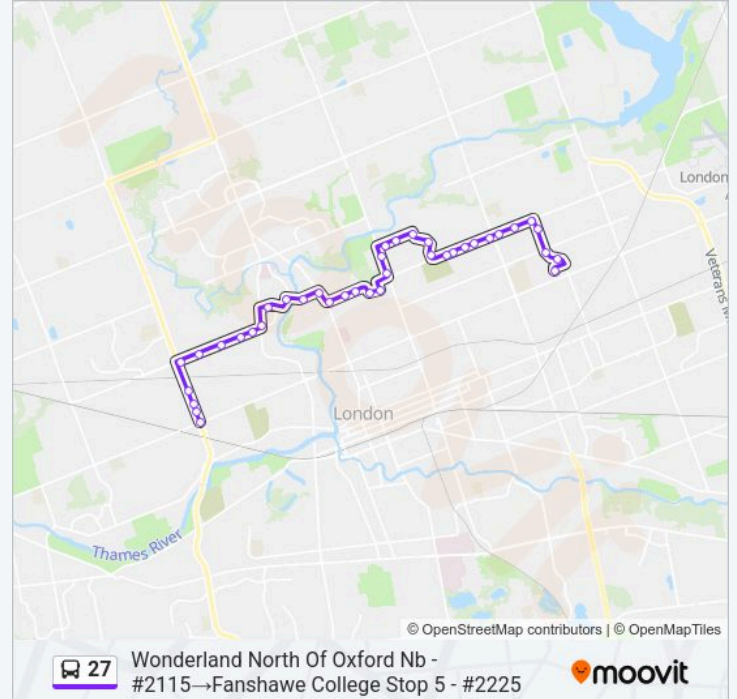 London
Veterans M
London
Thames River
© OpenStreetMap contributors | © OpenMapTiles
27
Wonderland North Of Oxford Nb -
#2115→Fanshawe College Stop 5 - #2225
moovit